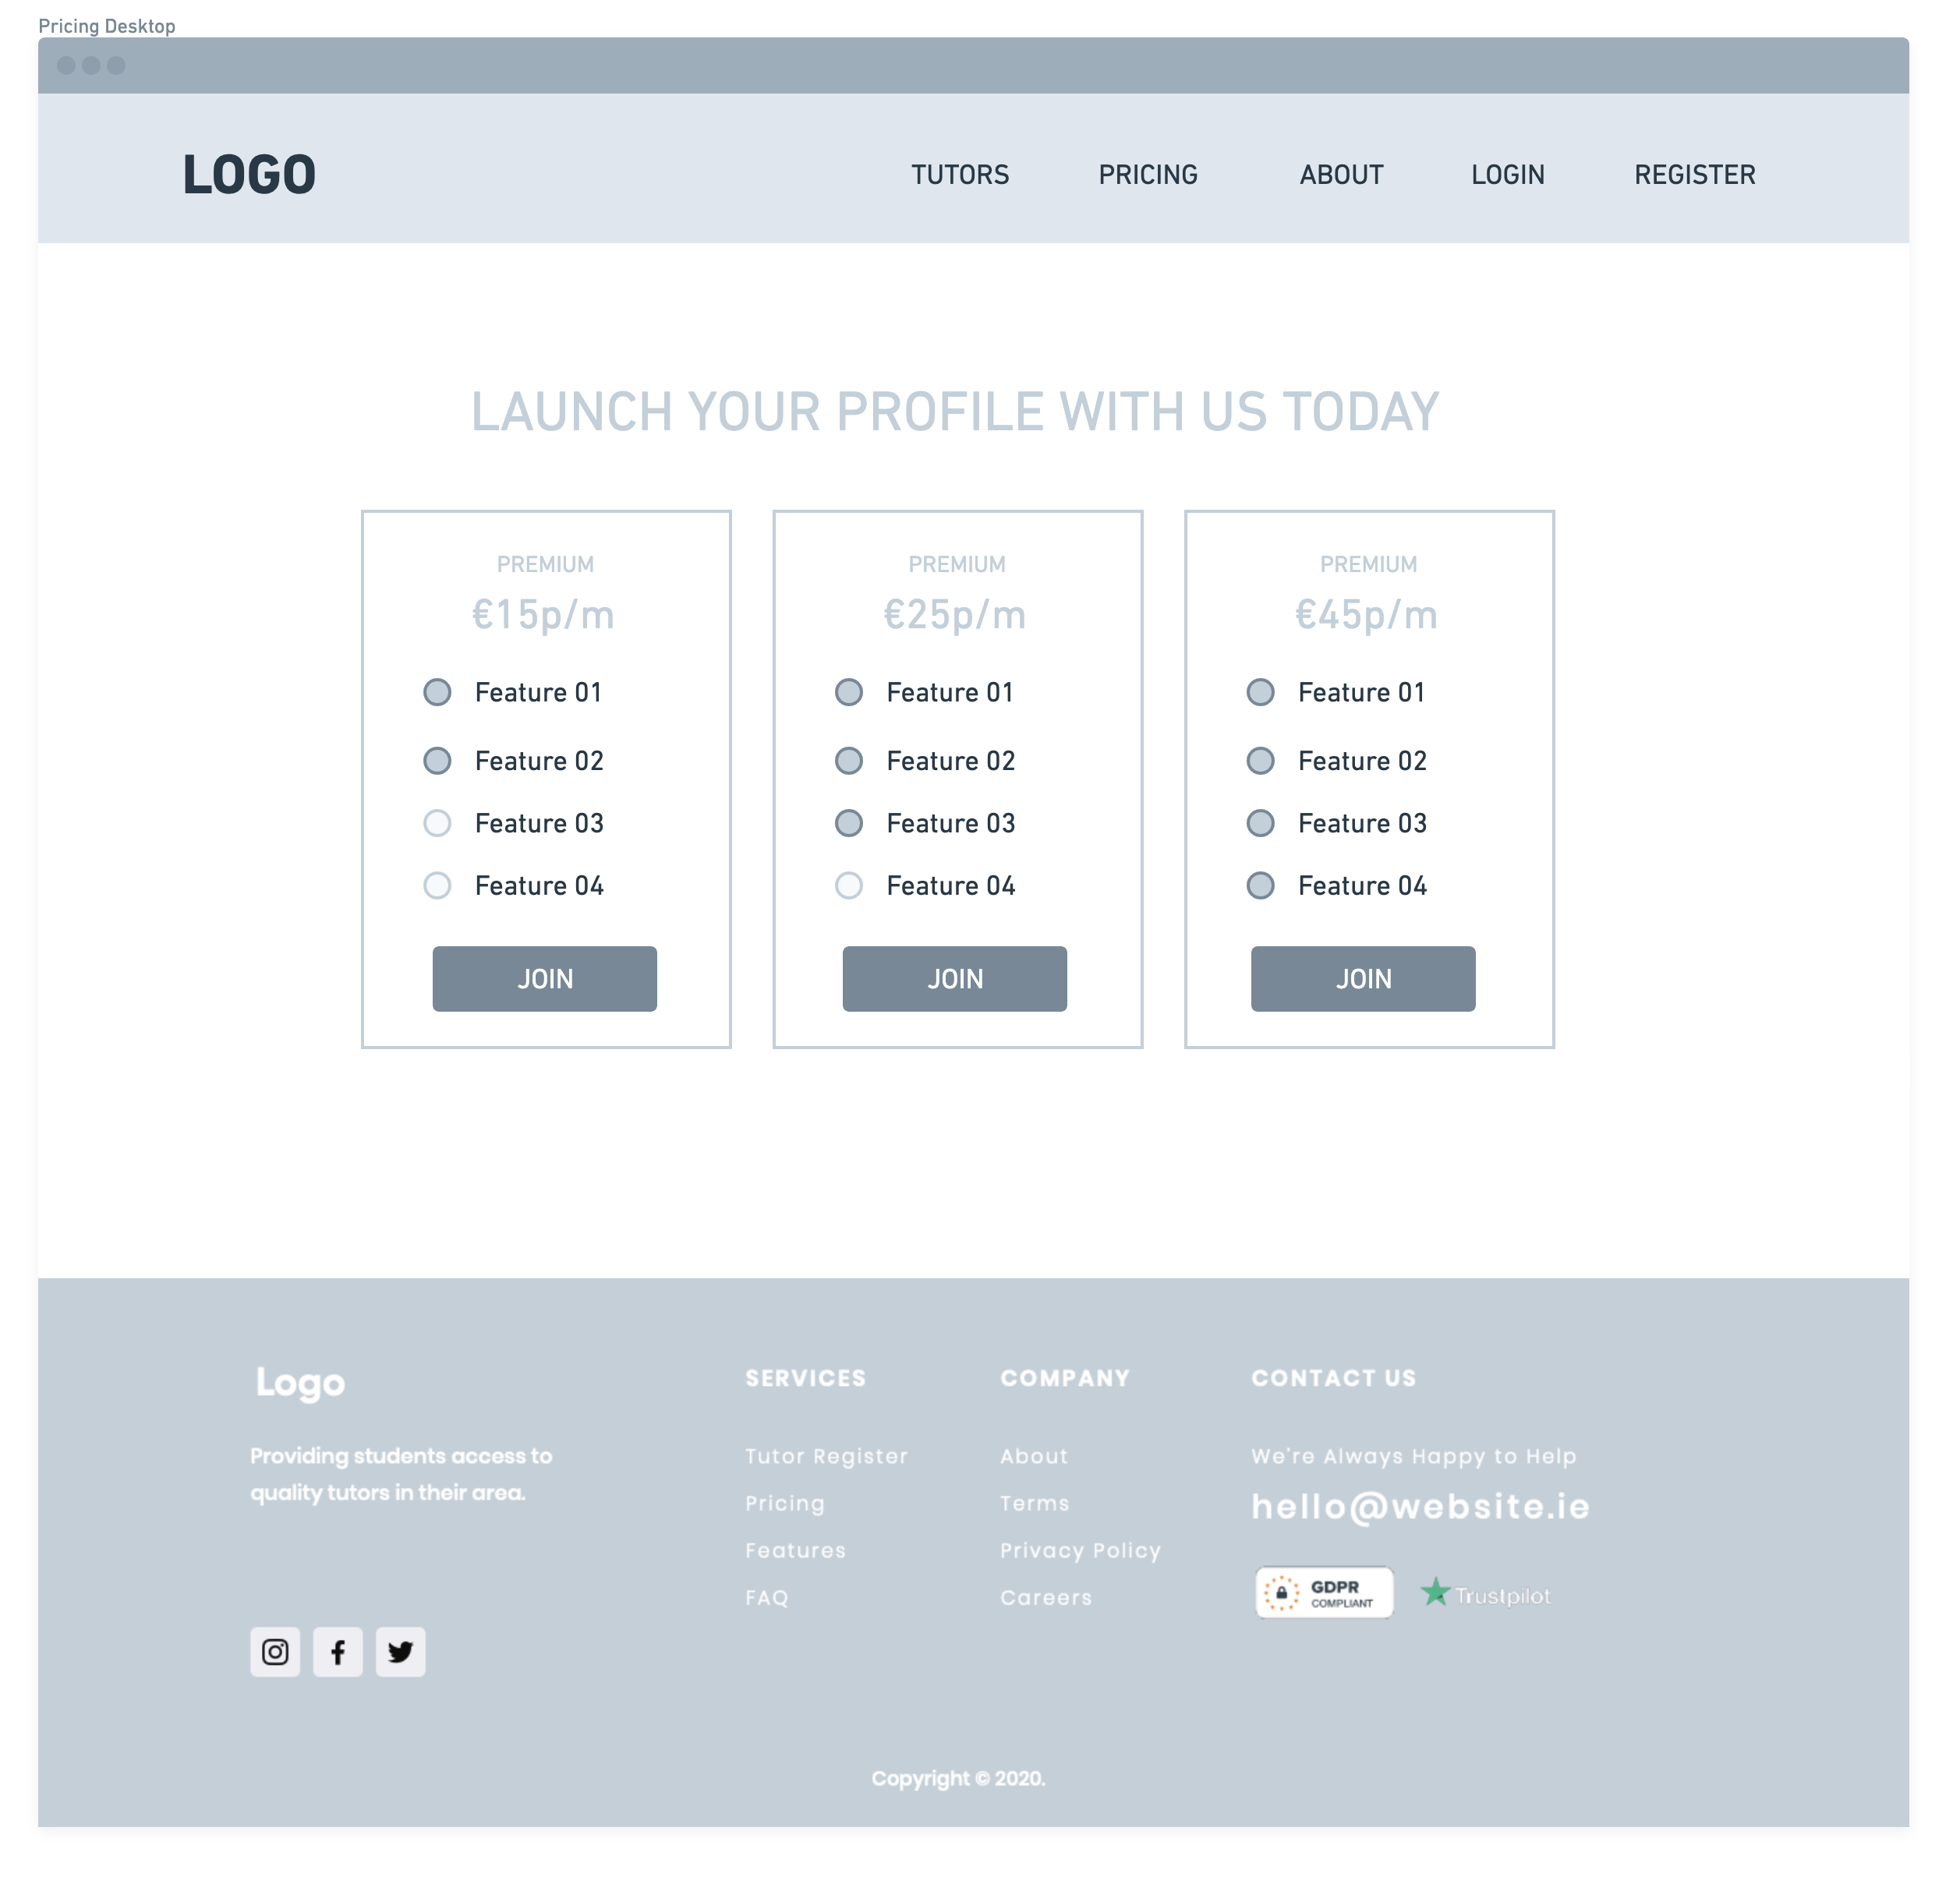 Pricing Desktop
LOGO
TUTORS PRICING ABOUT LOGIN REGISTER
LAUNCH YOUR PROFILE WITH US TODAY
PREMIUM
€15p/m
Feature 01
Feature 02
Feature 03
Feature 04
JOIN
PREMIUM
€25p/m
Feature 01
Feature 02
Feature 03
Feature 04
JOIN
PREMIUM
€45p/m
Feature 01
Feature 02
Feature 03
Feature 04
JOIN
Logo
Providing students access to
quality tutors in their area.
SERVICES
Tutor Register
Pricing
Features
FAQ
COMPANY
About
Terms
Privacy Policy
Careers
CONTACT US
We're Always Happy to Help
hello@website.ie
GDPR
COMPLIANT
Trustpilot
Copyright © 2020.